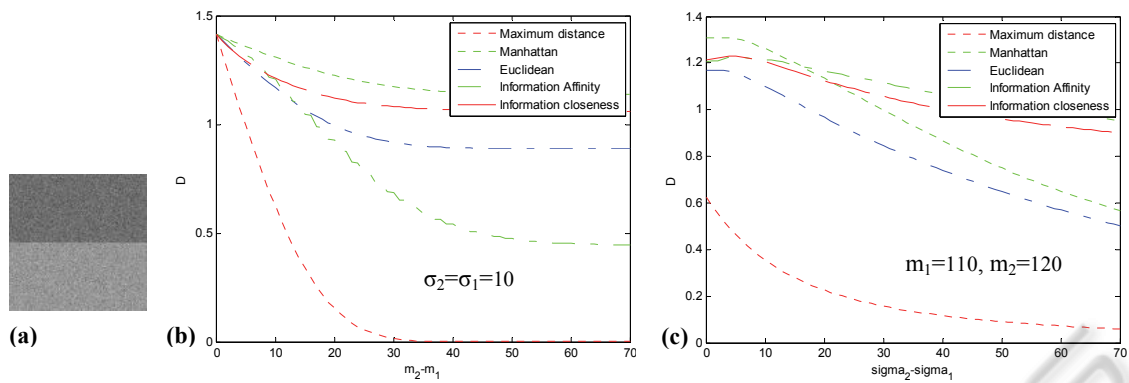 (a)
(b)
1.5
1
0.5
0
D
0 10 20 30 40 50 60 70
m2-m1
Maximum distance
Manhattan
Euclidean
Information Affinity
Information closeness
σ2=σ1=10
(c)
1.4
1.2
1
0.8
0.6
0.4
0.2
0
D
0 10 20 30 40 50 60 70
sigma2-sigma1
Maximum distance
Manhattan
Euclidean
Information Affinity
Information closeness
m1=110, m2=120